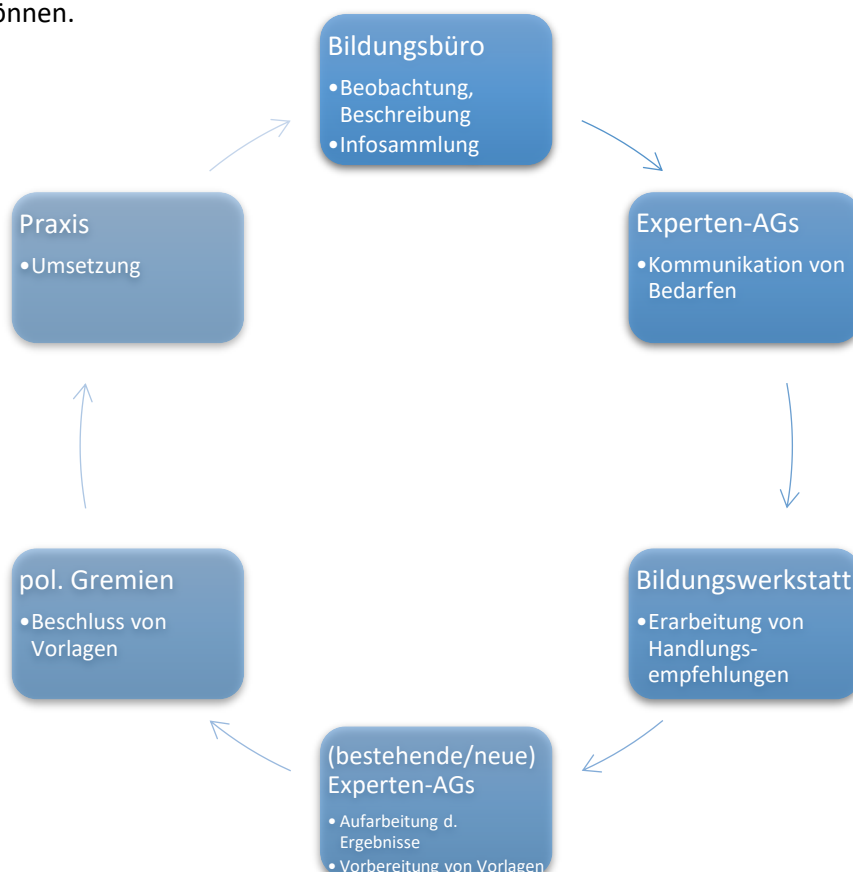 önnen.
Bildungsbüro
•Beobachtung,
Beschreibung
•Infosammlung
Experten-AGs
•Kommunikation von
Bedarfen
Bildungswerkstatt
•Erarbeitung von
Handlungs-
empfehlungen
(bestehende/neue)
Experten-AGs
• Aufarbeitung d.
Ergebnisse
• Vorbereitung von Vorlagen
pol. Gremien
•Beschluss von
Vorlagen
Praxis
•Umsetzung